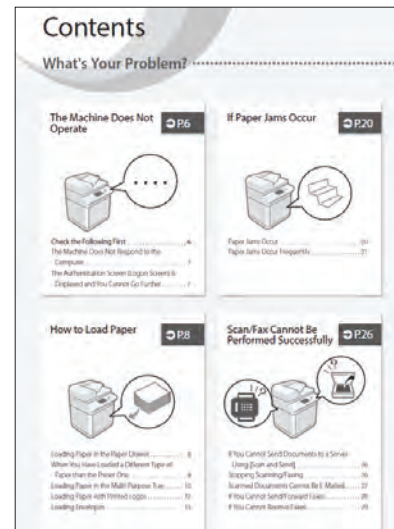 Contents
What's Your Problem?
The Machine Does Not
Operate
P.6
Check the Following First
The Machine Does Not Respond to the
Computer
The Authentication Screen (Logon Screen) Is
Displayed and You Cannot Go Further
If Paper Jams Occur
P.20
Paper Jams Occur
Paper Jams Occur Frequently
How to Load Paper
P.8
Loading Paper in the Paper Drawer
When You Have Loaded a Different Type of
Paper than the Preset One
Loading Paper in the Multi-Purpose Tray
Loading Paper with Printed Logos
Loading Envelopes
Scan/Fax Cannot Be
Performed Successfully
P.26
If You Cannot Send Documents to a Server
Using [Scan and Send]
Stopping Scanning/Faxing
Scanned Documents Cannot Be E-Mailed
If You Cannot Send/Forward Faxes
If You Cannot Receive Faxes